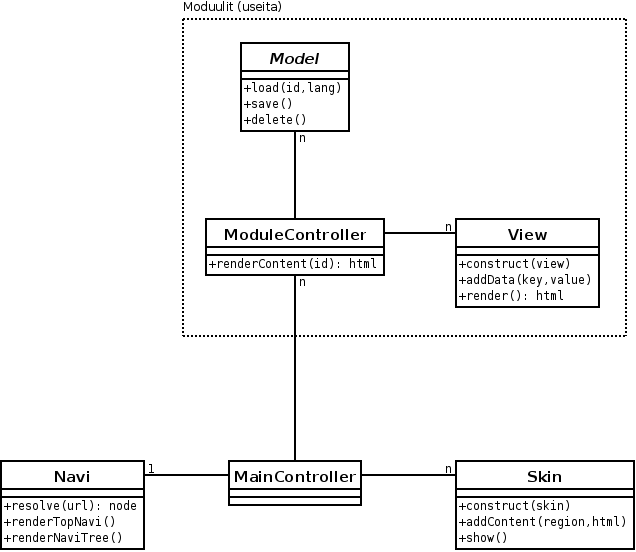 Moduulit (useita)
Model
+load(id,lang)
+save()
+delete()
n
ModuleController
+renderContent(id): html
n
n
View
+construct(view)
+addData(key,value)
+render(): html
Navi
+resolve(url): node
+renderTopNavi()
+renderNaviTree()
1
MainController
n
Skin
+construct(skin)
+addContent(region,html)
+show()